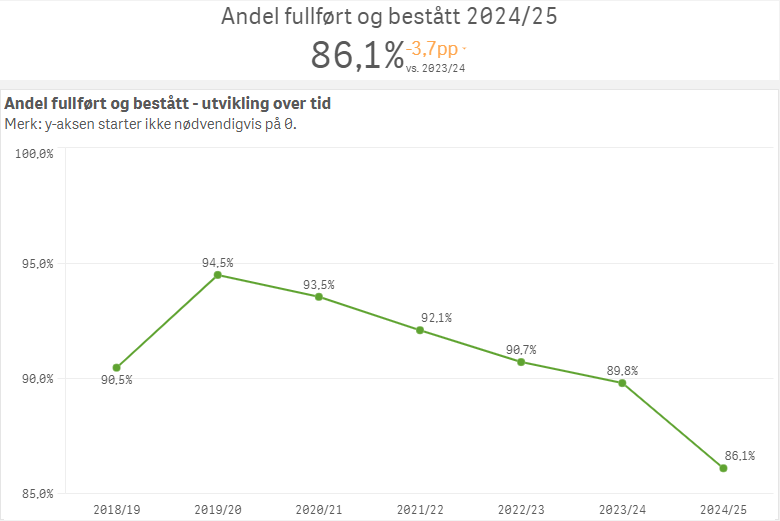 Andel fullført og bestått 2024/25
86,1% -3,7pp
vs. 2023/24
Andel fullført og bestått - utvikling over tid
Merk: y-aksen starter ikke nødvendigvis på 0.
100,0%
95,0%
90,0%
85,0%
90,5%
94,5%
93,5%
92,1%
90,7%
89,8%
86,1%
2018/19 2019/20 2020/21 2021/22 2022/23 2023/24 2024/25